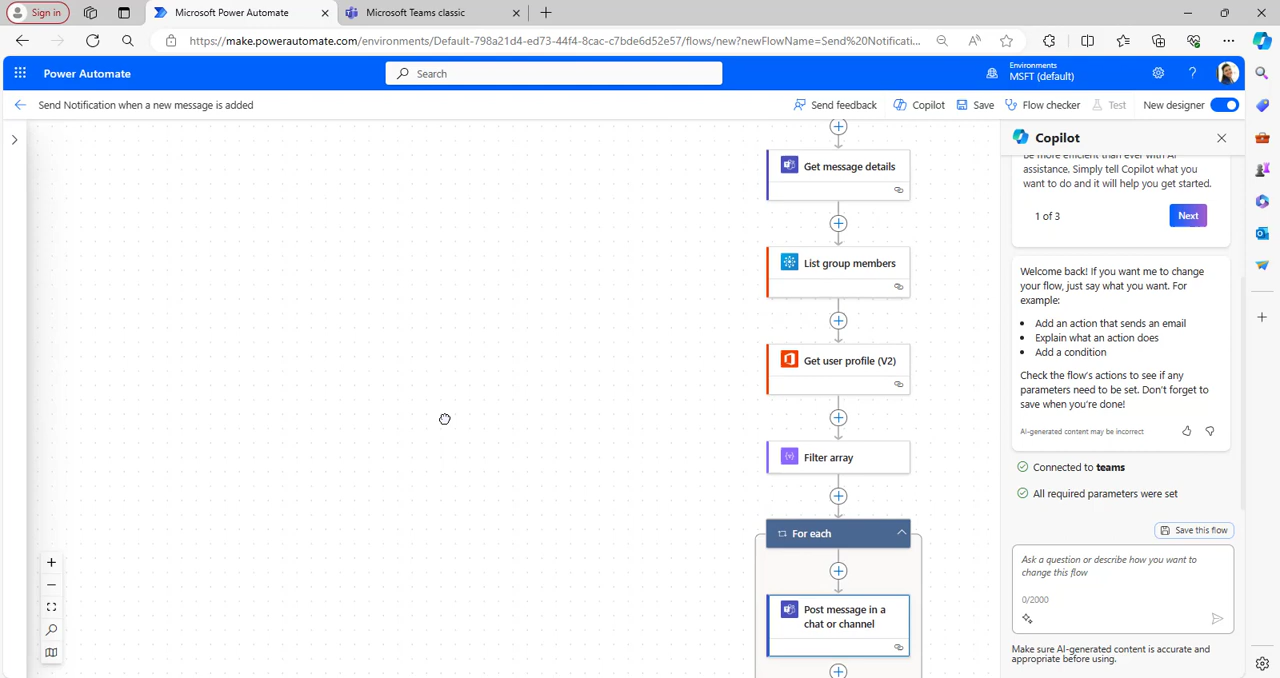 Sign in
Microsoft Power Automate
Microsoft Teams classic
https://make.powerautomate.com/environments/Default-798a21d4-ed73-44f4-8cac-c7bde6d52e57/flows/new?newFlowName=Send%20Notificati...
Power Automate
Search
Environments
MSFT (default)
Send Notification when a new message is added
Send feedback
Copilot
Save
Flow checker
Test
New designer
Get message details
List group members
Get user profile (V2)
Filter array
For each
Post message in a
chat or channel
Copilot
be more efficient than ever with AI
assistance. Simply tell Copilot what you
want to do and it will help you get started.
1 of 3
Next
Welcome back! If you want me to change
your flow, just say what you want. For
example:
• Add an action that sends an email
• Explain what an action does
• Add a condition
Check the flow's actions to see if any
parameters need to be set. Don't forget to
save when you're done!
AI-generated content may be incorrect
Connected to teams
All required parameters were set
Save this flow
Ask a question or describe how you want to
change this flow
0/2000
Make sure AI-generated content is accurate and
appropriate before using.